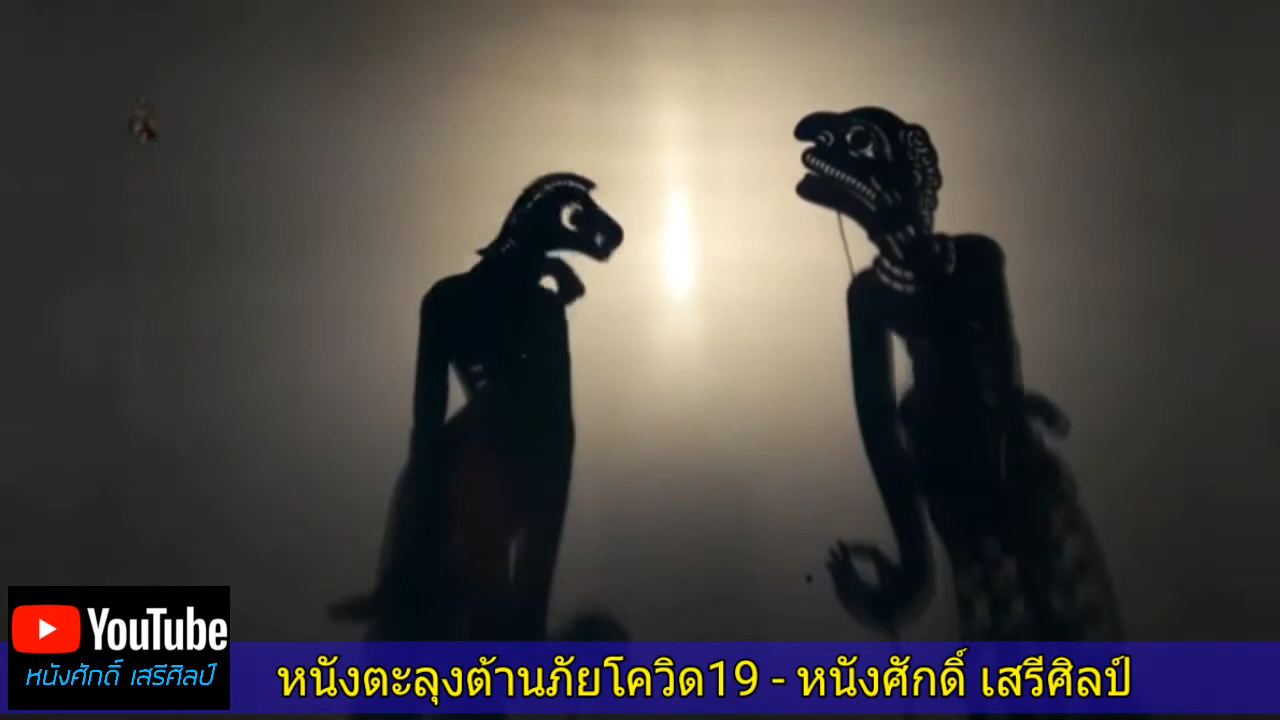 YouTube
หนังศักดิ์ เสรีศิลป์
หนังตะลุงต้านภัยโควิด19 - หนังศักดิ์ เสรีศิลป์